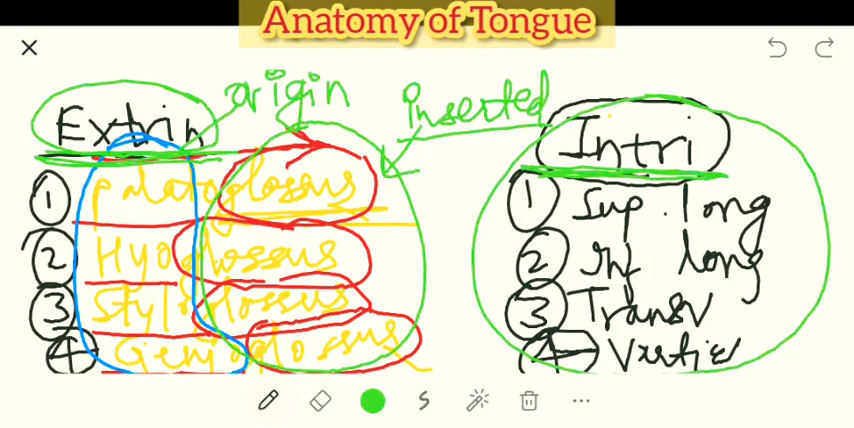 Anatomy of Tongue
origin
inserted
Extrin
Intri
1 palatoglossus
2 Hyoglossus
3 Styloglossus
4 Genioglossus
1 Sup. long
2 Inf long
3 Transv
4 Vertic